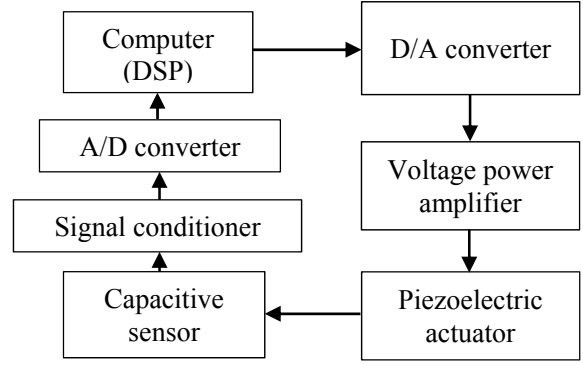 Computer
(DSP)
D/A converter
A/D converter
Voltage power
amplifier
Signal conditioner
Capacitive
sensor
Piezoelectric
actuator